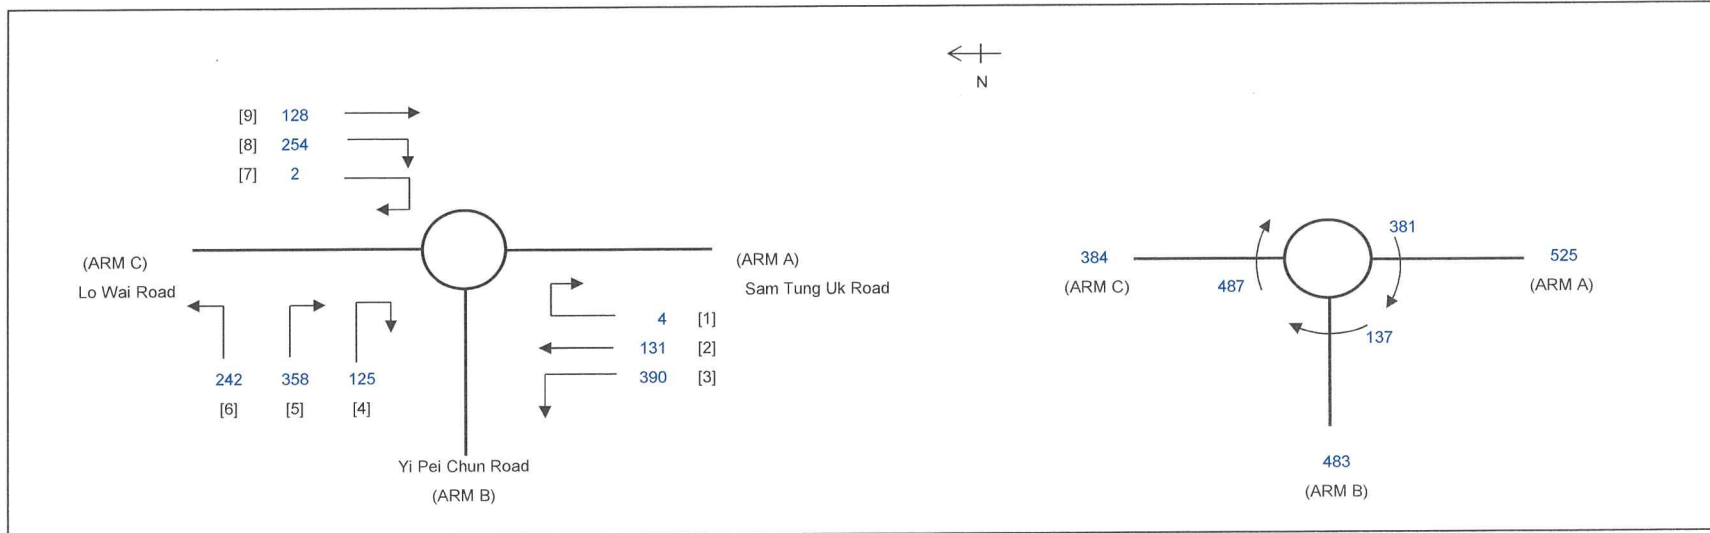 N
[9] 128
[8] 254
[7] 2
(ARM C)
Lo Wai Road
(ARM A)
Sam Tung Uk Road
4 [1]
131 [2]
390 [3]
242 358 125
[6] [5] [4]
Yi Pei Chun Road
(ARM B)
381
384
525
(ARM C)
487
(ARM A)
137
483
(ARM B)